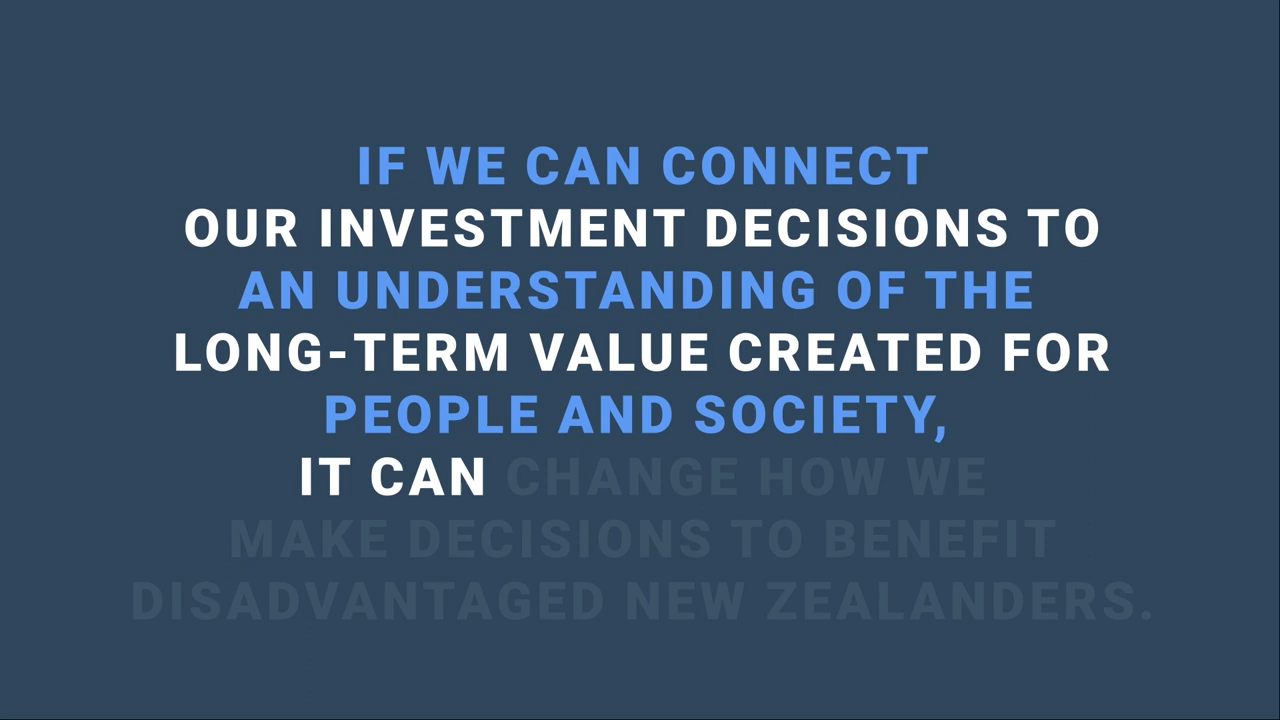 IF WE CAN CONNECT
OUR INVESTMENT DECISIONS TO
AN UNDERSTANDING OF THE
LONG-TERM VALUE CREATED FOR
PEOPLE AND SOCIETY,
IT CAN CHANGE HOW WE
MAKE DECISIONS TO BENEFIT
DISADVANTAGED NEW ZEALANDERS.